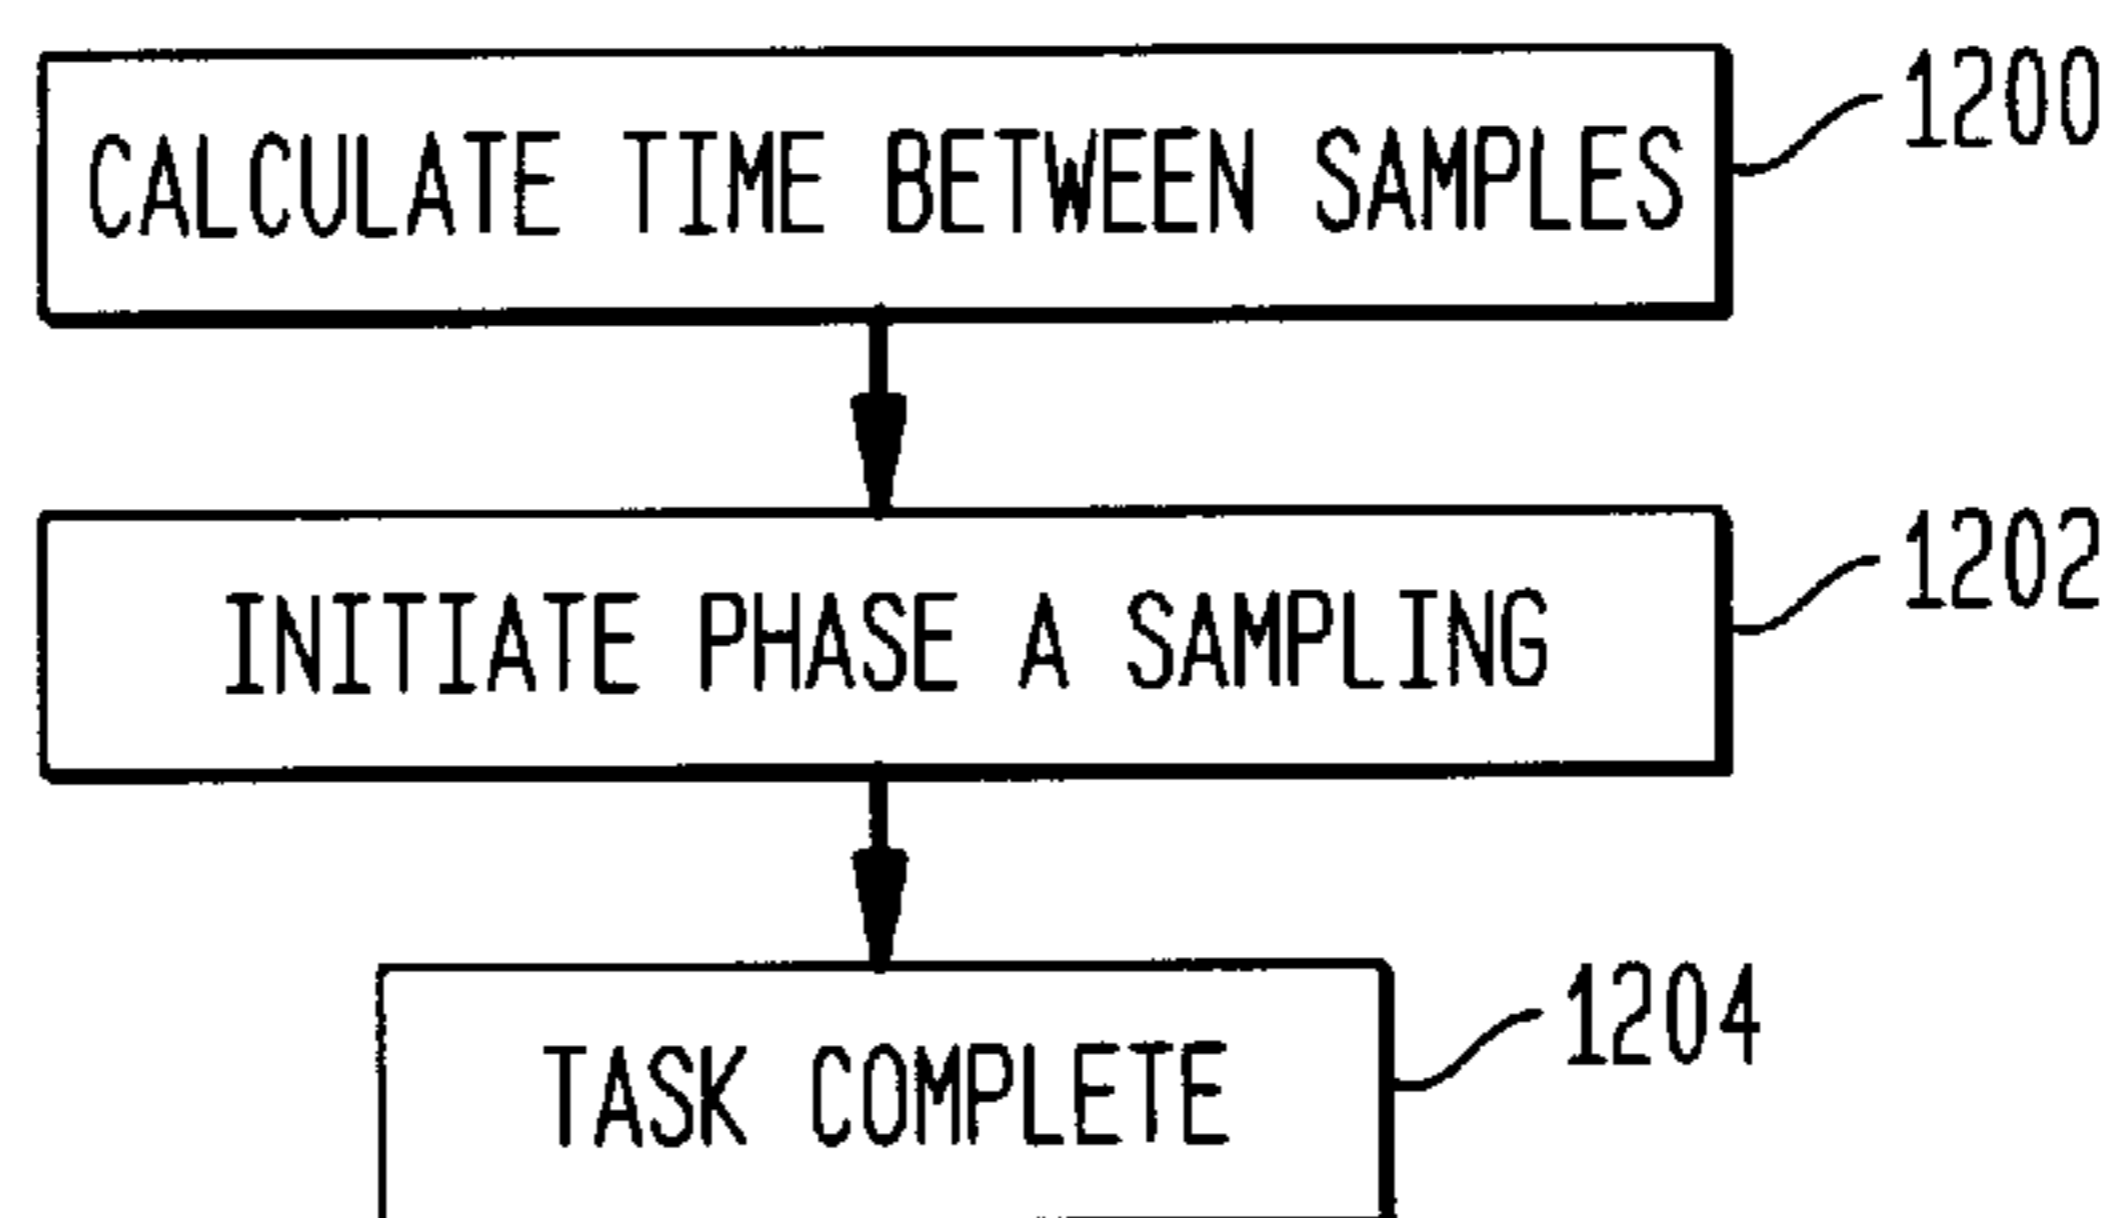 CALCULATE TIME BETWEEN SAMPLES 1200
INITIATE PHASE A SAMPLING 1202
TASK COMPLETE 1204